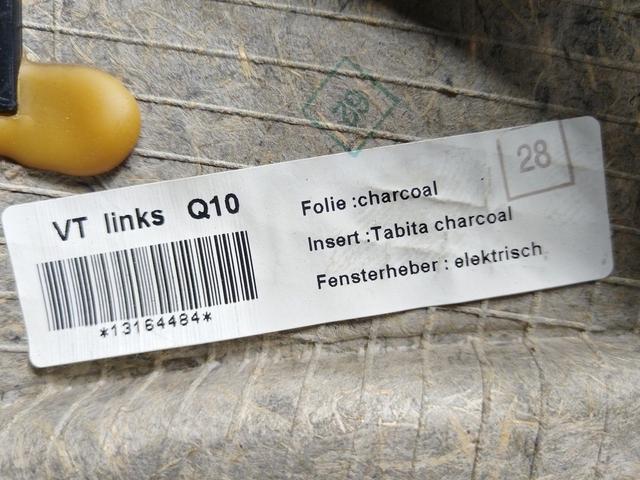 VT links Q10
*13164484*
Folie :charcoal
Insert :Tabita charcoal
Fensterheber : elektrisch
28